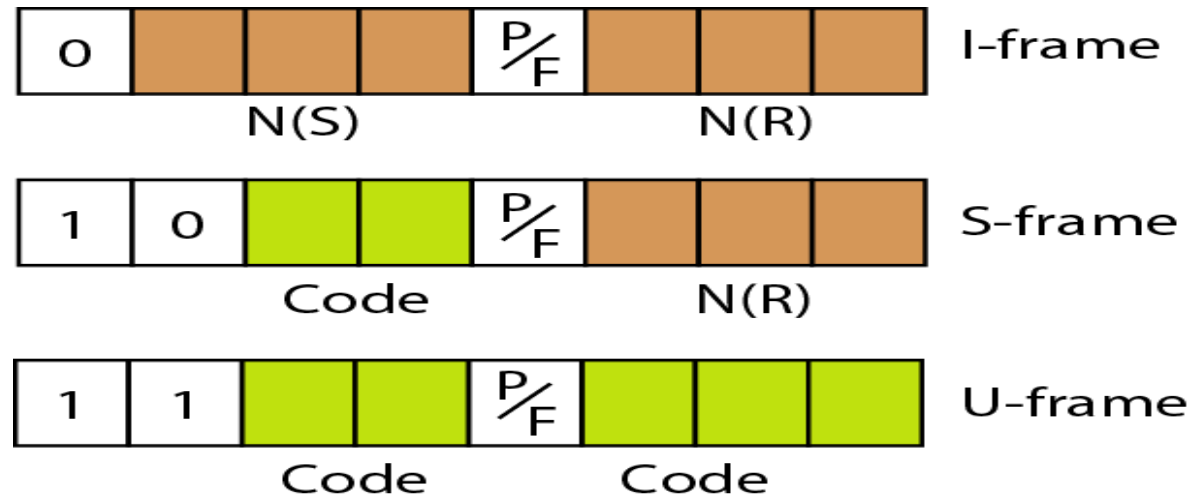 0 P/F I-frame
N(S) N(R)
1 0 P/F S-frame
Code N(R)
1 1 P/F U-frame
Code Code